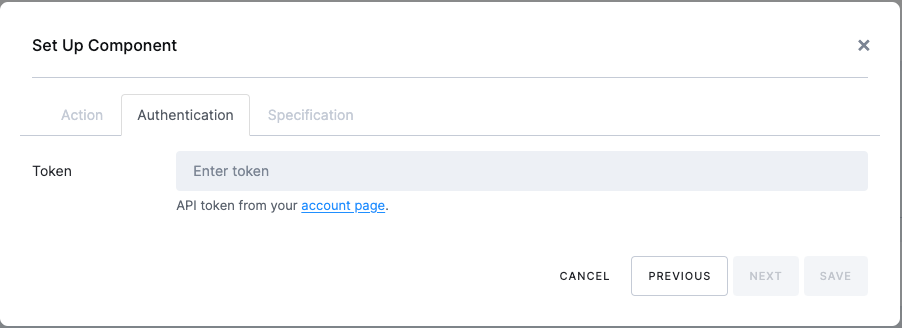 Set Up Component
Action Authentication Specification
Token Enter token
API token from your account page.
CANCEL PREVIOUS NEXT SAVE